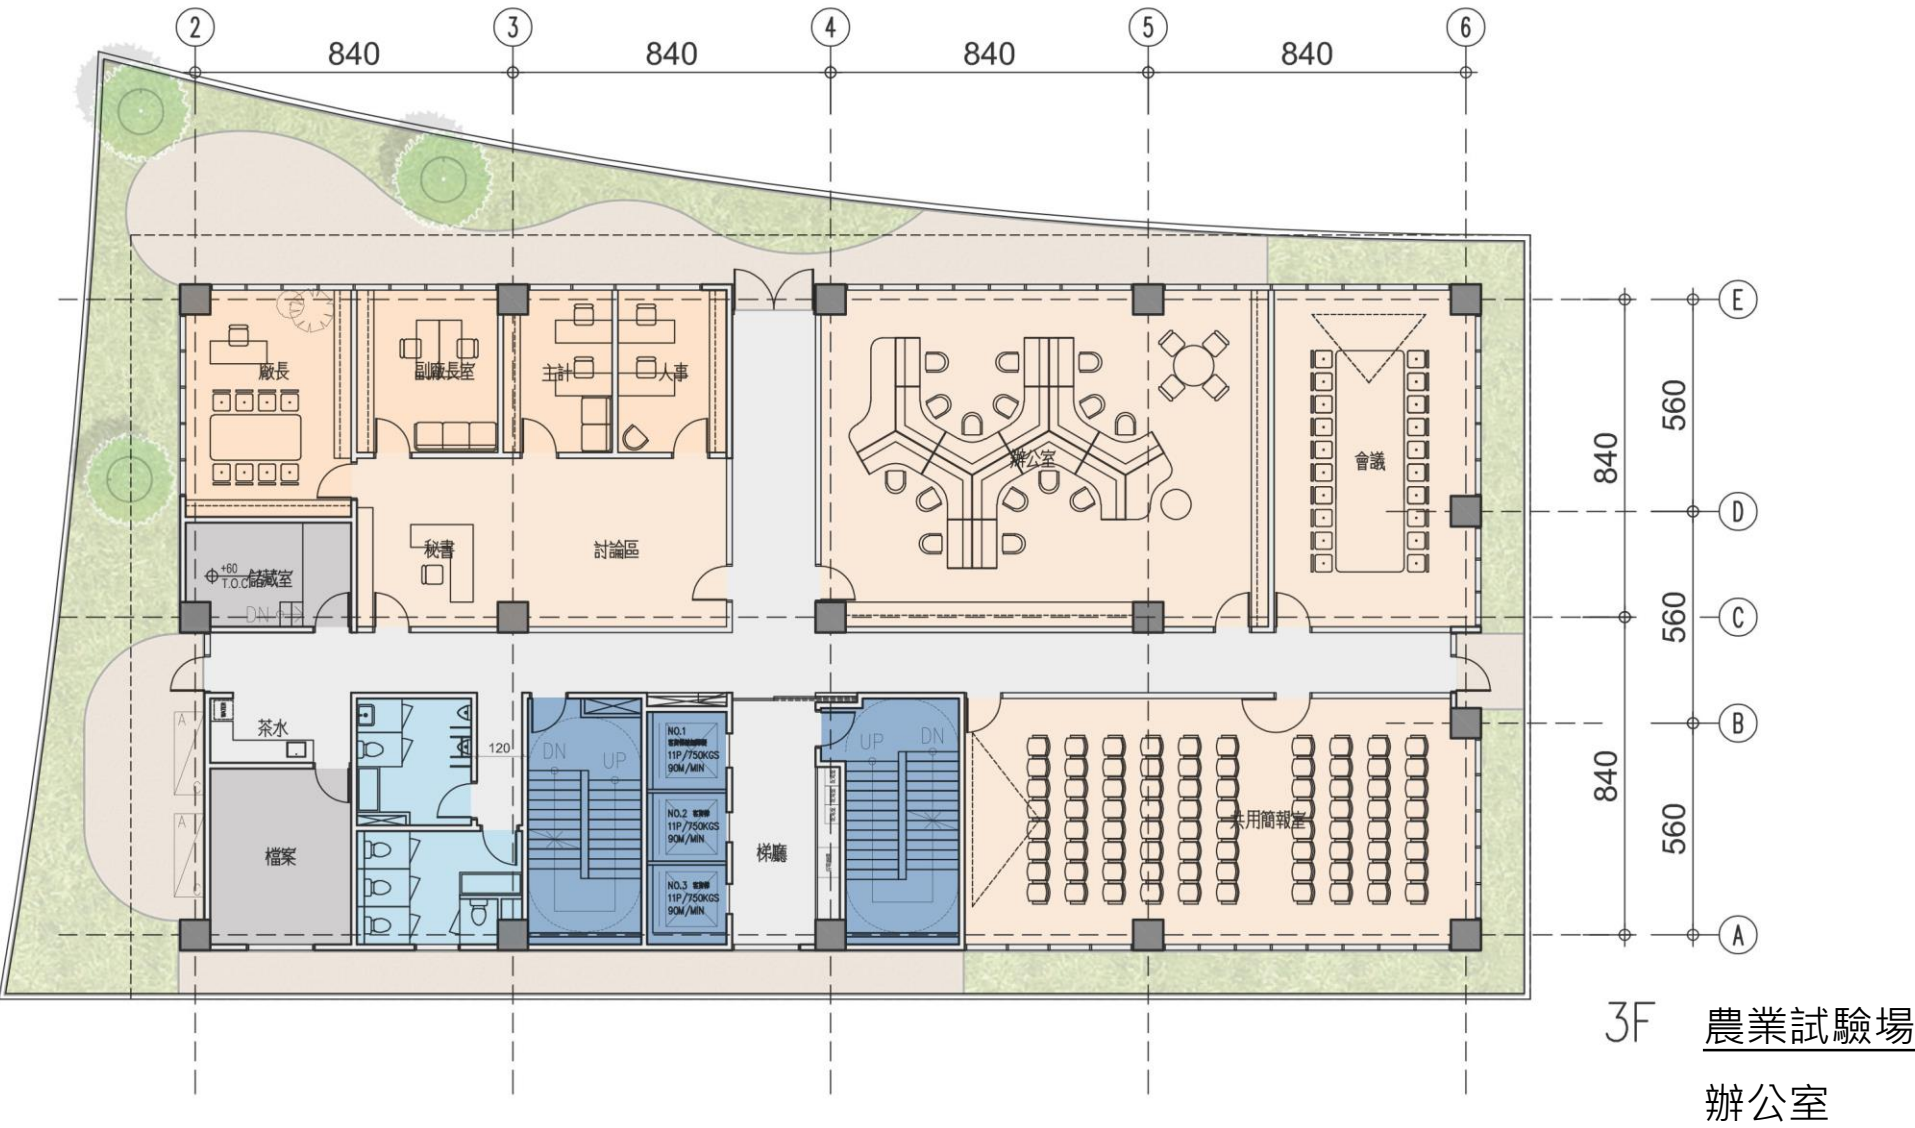 2 3 4 5 6
840 840 840 840
E
D
C
B
A
560
560
560
840
840
廠長
副廠長室
主計
人事
辦公室
會議
秘書
討論區
+60
儲藏室
DN
茶水
檔案
120
DN
UP
NO.1
11P/750KGS
90M/MIN
NO.2
11P/750KGS
90M/MIN
NO.3
11P/750KGS
90M/MIN
梯廳
UP
DN
共用簡報室
A
C
A
C
3F 農業試驗場
辦公室